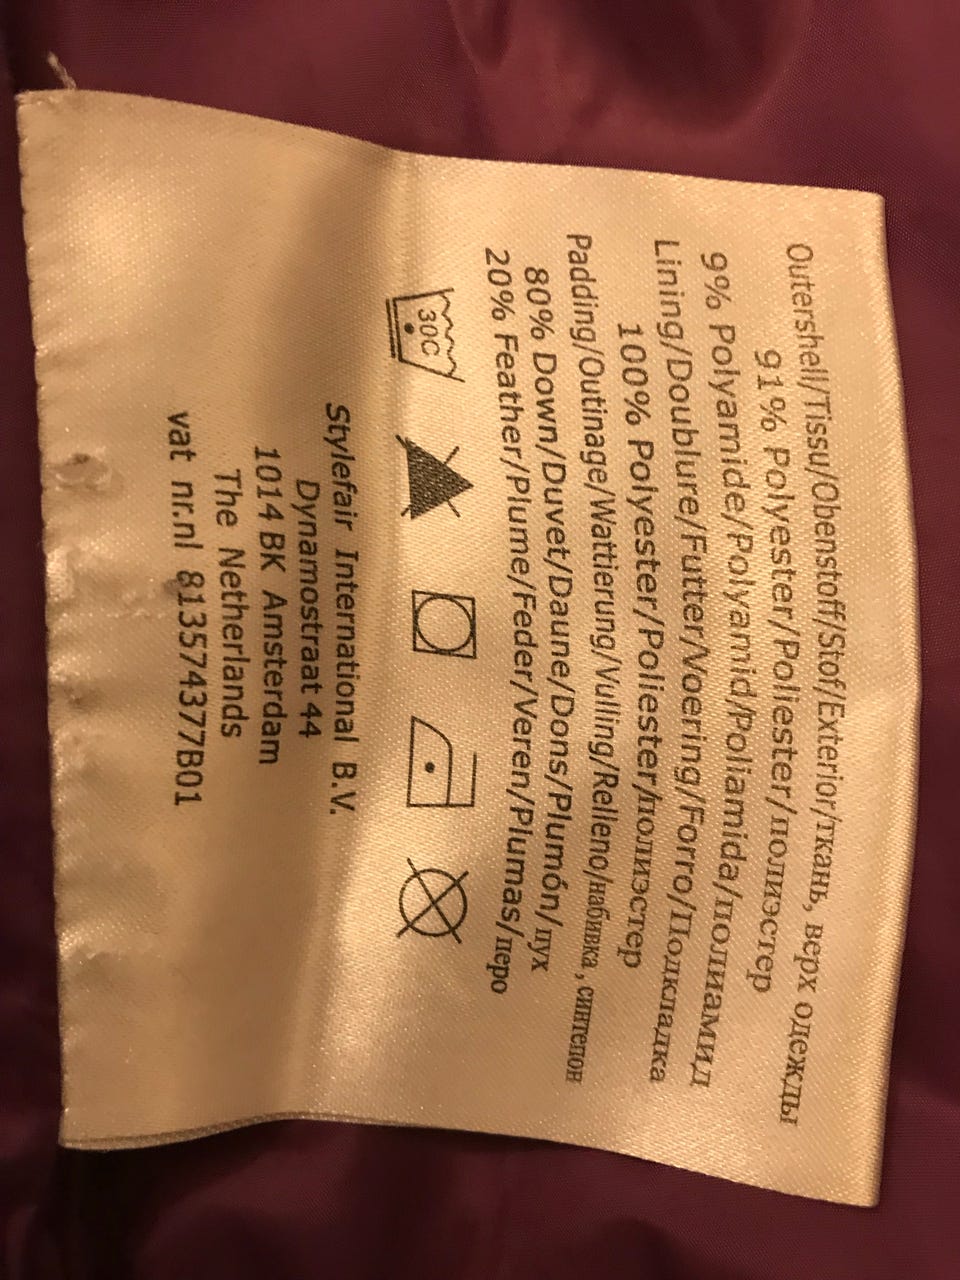 Outershell/Tissu/Obenstoff/Stof/Exterior/ткань, верх одежды
91% Polyester/Poliester/полиэстер
9% Polyamide/Polyamid/Poliamida/полиамид
Lining/Doublure/Futter/Voering/Forro/Подкладка
100% Polyester/Poliester/полиэстер
Padding/Outinage/Wattierung/Vulling/Relleno/набивка , синтепон
80% Down/Duvet/Daune/Dons/Plumón/пух
20% Feather/Plume/Feder/Veren/Plumas/перо
30C
Stylefair International B.V.
Dynamostraat 44
1014 BK Amsterdam
The Netherlands
vat nr.nl 813574377B01